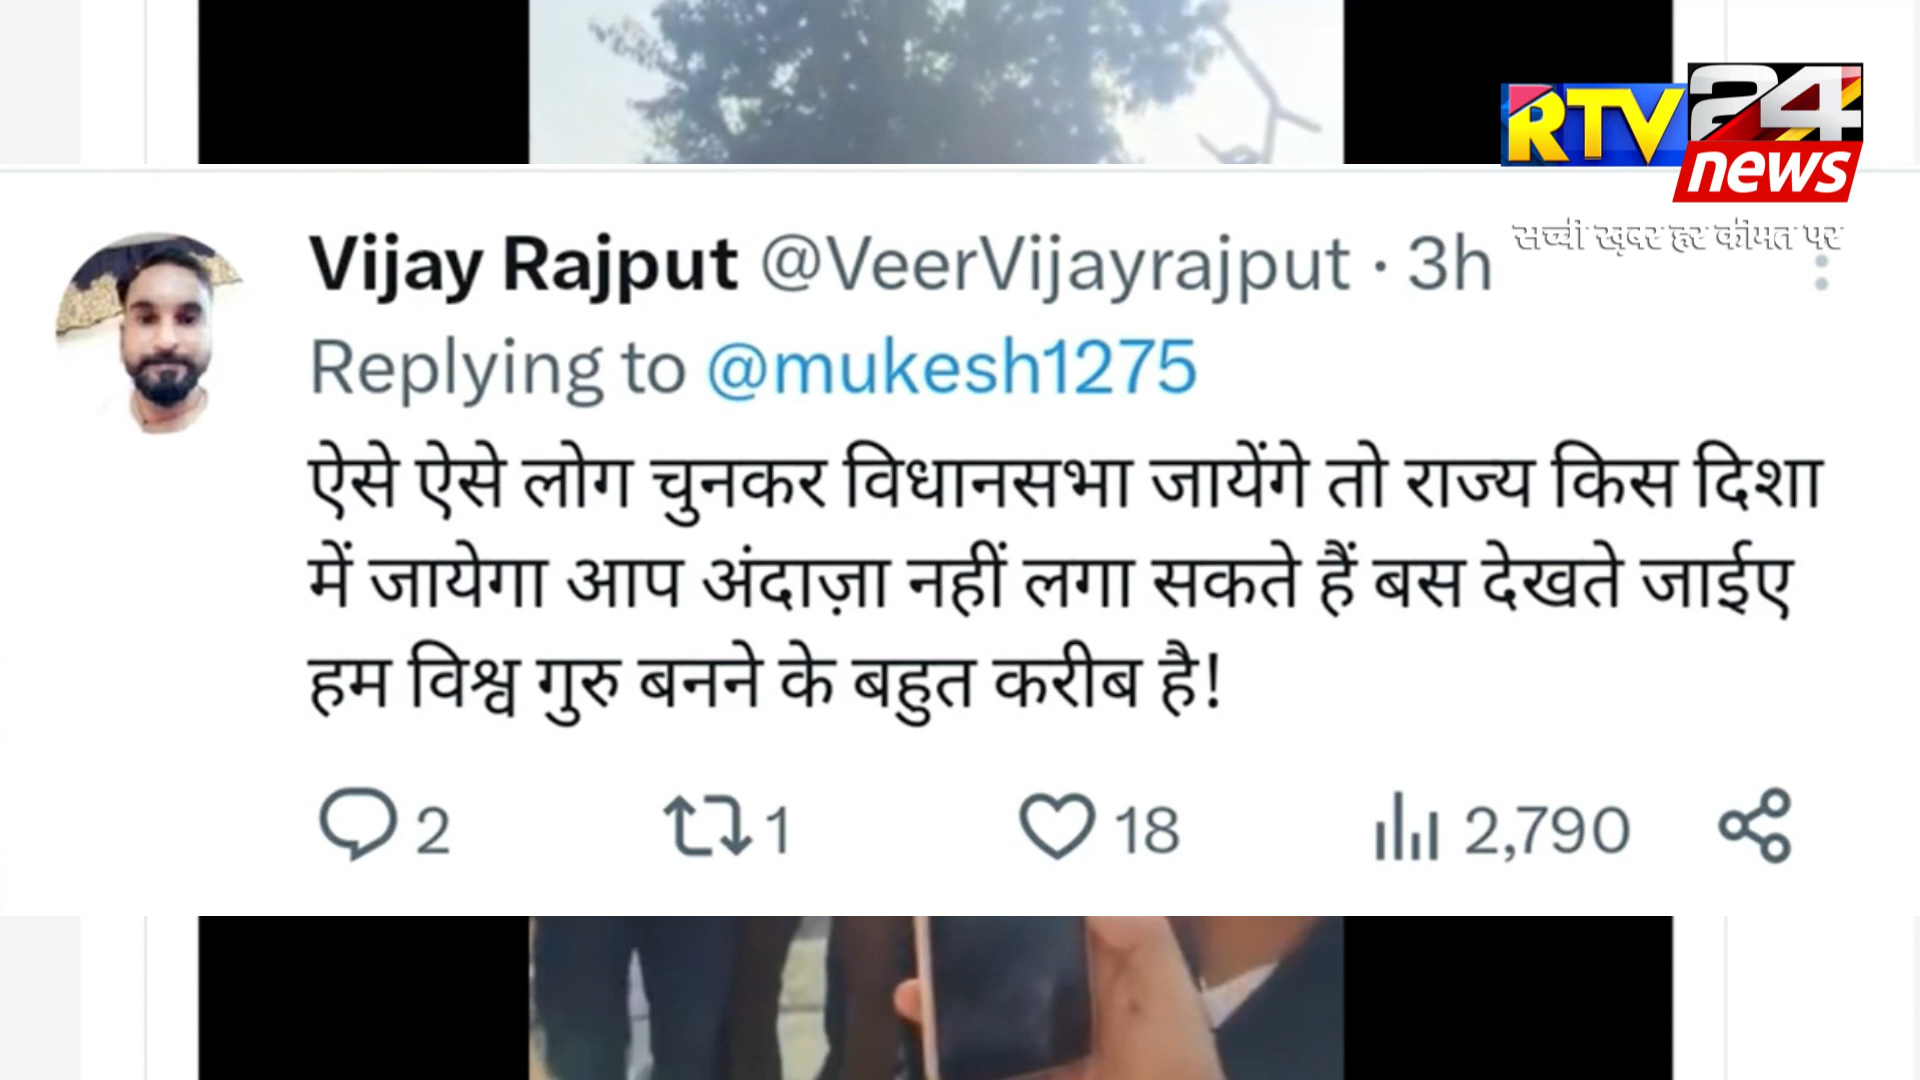 RTV 24
news
सच्ची ख़बर हर कीमत पर
Vijay Rajput @VeerVijayrajput · 3h
Replying to @mukesh1275
ऐसे ऐसे लोग चुनकर विधानसभा जायेंगे तो राज्य किस दिशा
में जायेगा आप अंदाज़ा नहीं लगा सकते हैं बस देखते जाईए
हम विश्व गुरु बनने के बहुत करीब है!
2 1 18 2,790